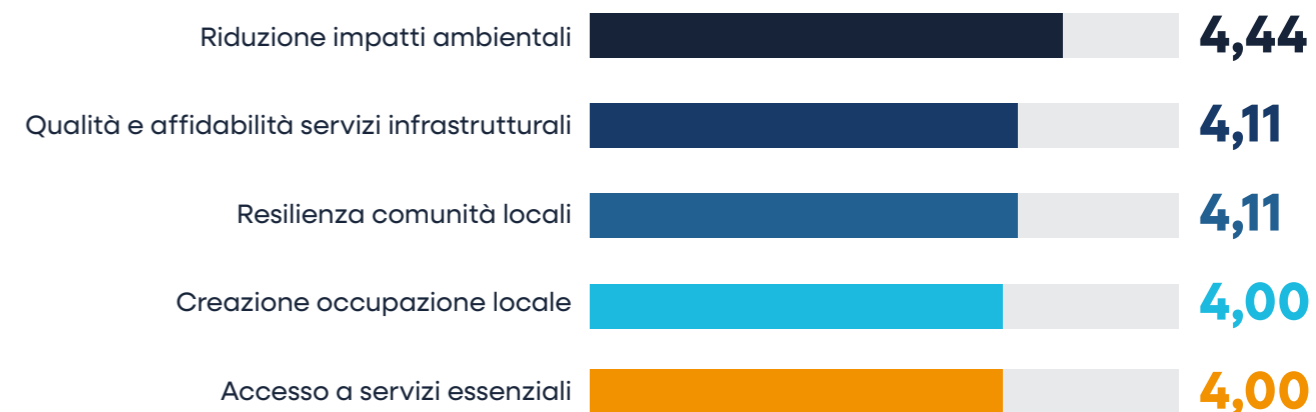 Riduzione impatti ambientali 4,44
Qualità e affidabilità servizi infrastrutturali 4,11
Resilienza comunità locali 4,11
Creazione occupazione locale 4,00
Accesso a servizi essenziali 4,00